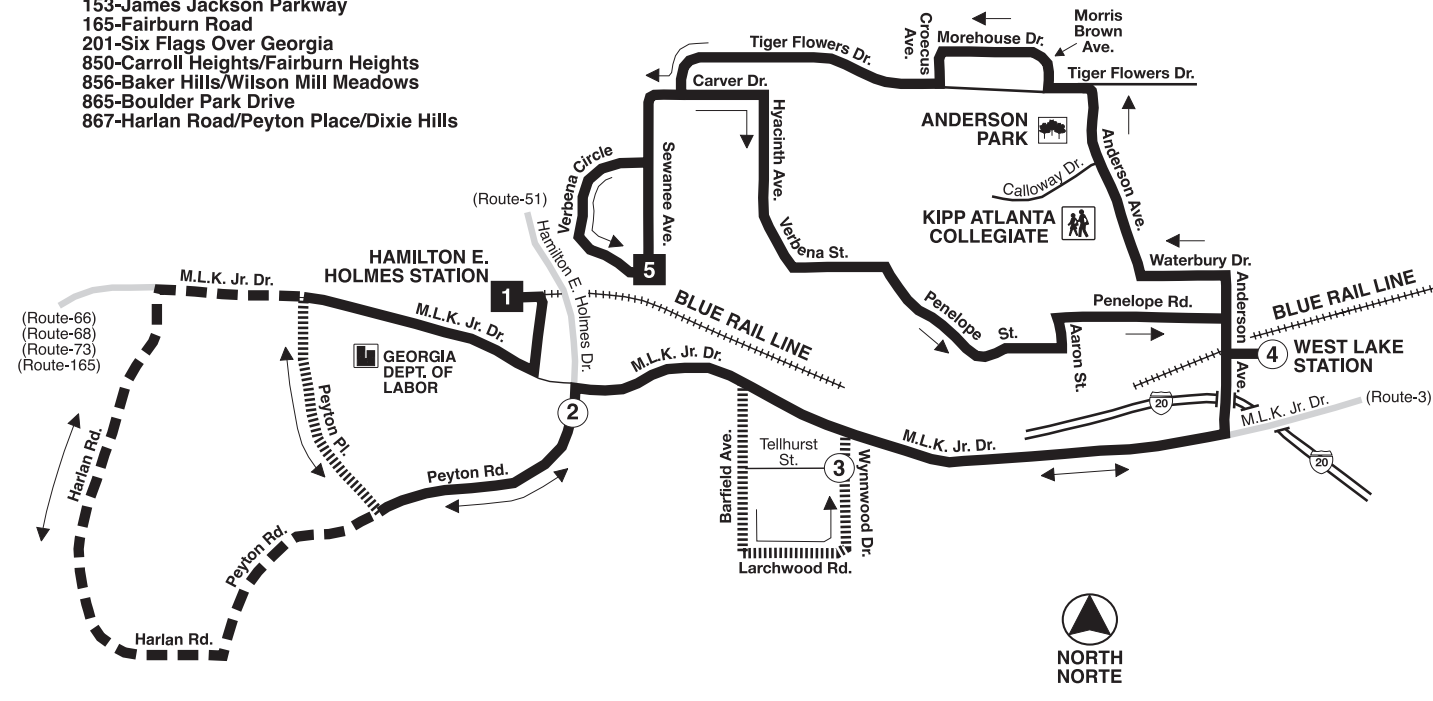 153-James Jackson Parkway
165-Fairburn Road
201-Six Flags Over Georgia
850-Carroll Heights/Fairburn Heights
856-Baker Hills/Wilson Mill Meadows
865-Boulder Park Drive
867-Harlan Road/Peyton Place/Dixie Hills
Croecus
Ave.
Morehouse Dr.
Morris
Brown
Ave.
Tiger Flowers Dr.
Tiger Flowers Dr.
Carver Dr.
Hyacinth Ave.
ANDERSON
PARK
Anderson Ave.
Calloway Dr.
KIPP ATLANTA
COLLEGIATE
Verbena Circle
Sewanee Ave.
(Route-51)
Hamilton E. Holmes Dr.
Verbena St.
5
HAMILTON E.
HOLMES STATION
1
M.L.K. Jr. Dr.
(Route-66)
(Route-68)
(Route-73)
(Route-165)
M.L.K. Jr. Dr.
GEORGIA
DEPT. OF
LABOR
BLUE RAIL LINE
M.L.K. Jr. Dr.
Penelope St.
Aaron St.
Penelope Rd.
Waterbury Dr.
Anderson Ave.
BLUE RAIL LINE
4
WEST LAKE
STATION
20
M.L.K. Jr. Dr.
(Route-3)
20
2
Peyton Pl.
Peyton Rd.
Harlan Rd.
Peyton Rd.
Harlan Rd.
Barfield Ave.
Tellhurst
St.
3
Wynnwood Dr.
Larchwood Rd.
M.L.K. Jr. Dr.
NORTH
NORTE